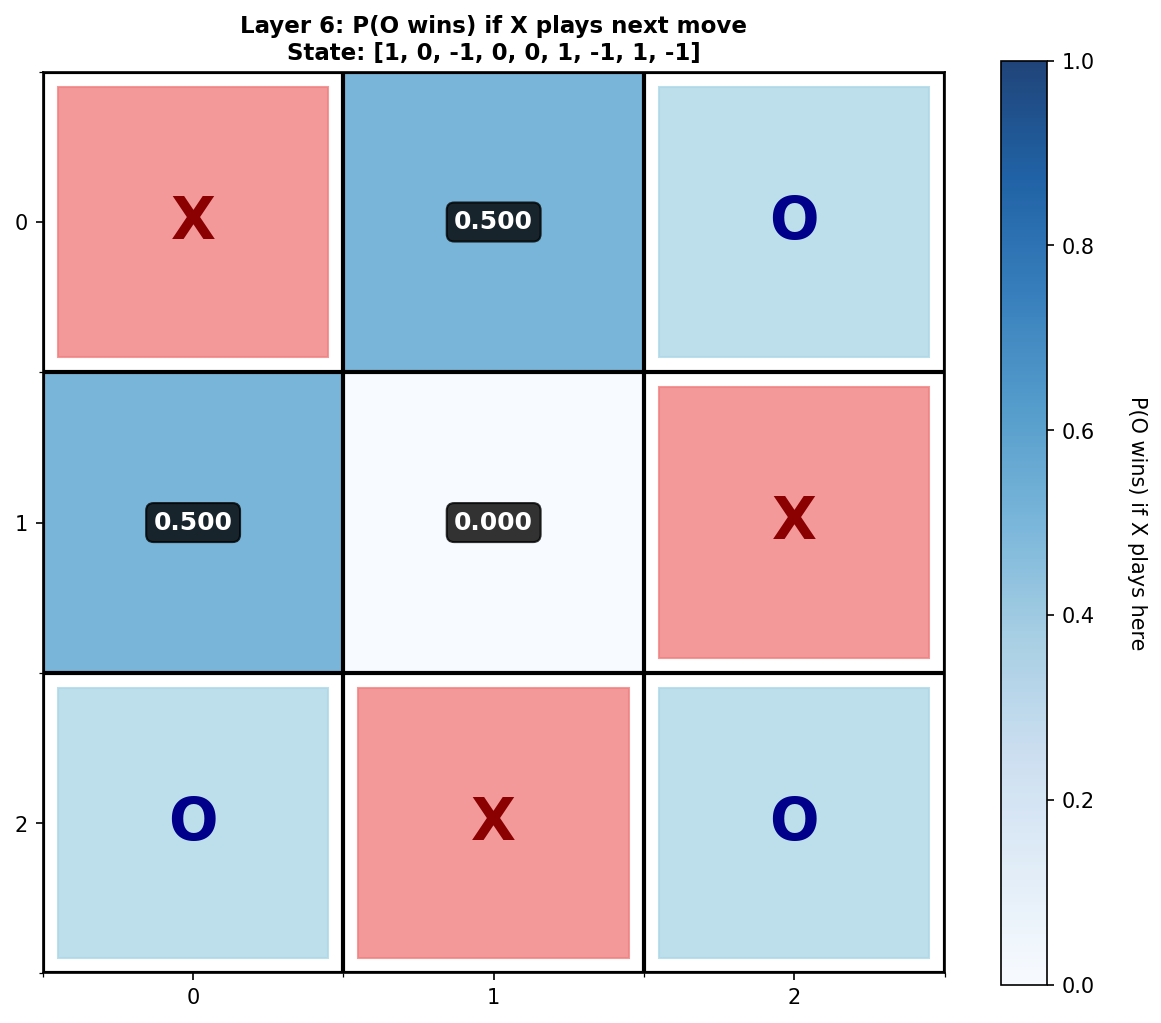 Layer 6: P(O wins) if X plays next move
State: [1, 0, -1, 0, 0, 1, -1, 1, -1]
0
X
0.500
O
1
0.500
0.000
X
2
O
X
O
0
1
2
1.0
0.8
0.6
0.4
0.2
0.0
P(O wins) if X plays here